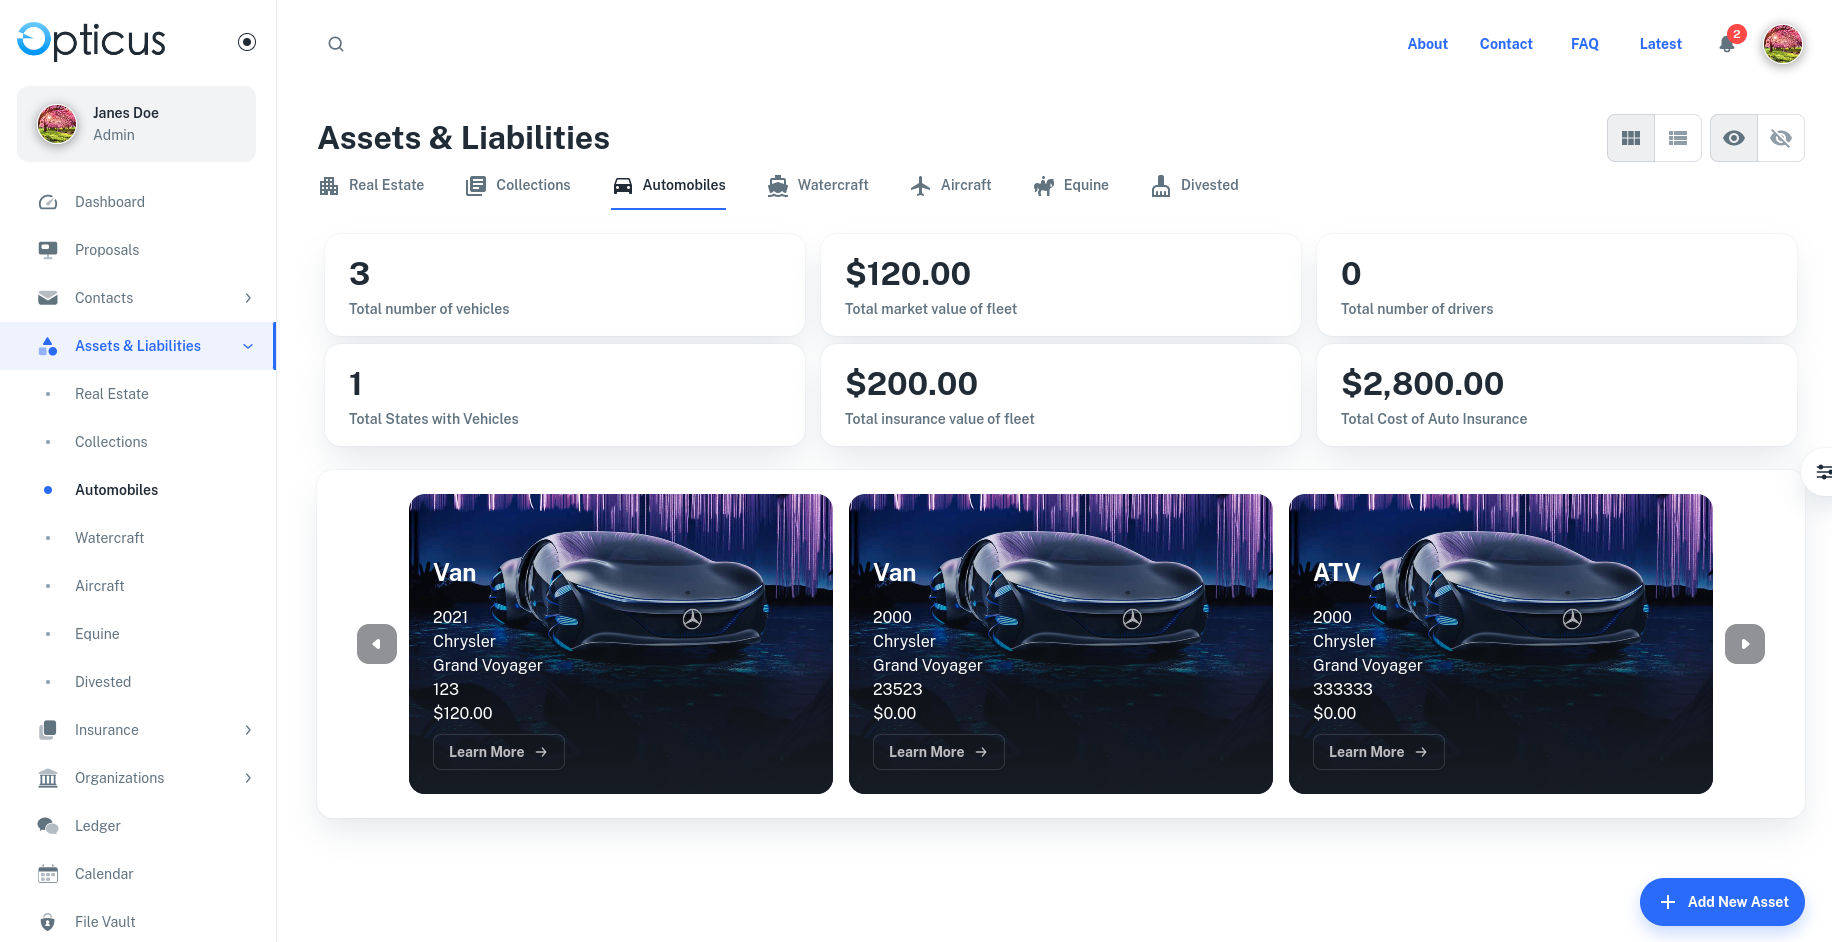 Opticus
Janes Doe
Admin
Dashboard
Proposals
Contacts
Assets & Liabilities
Real Estate
Collections
Automobiles
Watercraft
Aircraft
Equine
Divested
Insurance
Organizations
Ledger
Calendar
File Vault
About Contact FAQ Latest 2
Assets & Liabilities
Real Estate Collections Automobiles Watercraft Aircraft Equine Divested
3
Total number of vehicles
$120.00
Total market value of fleet
0
Total number of drivers
1
Total States with Vehicles
$200.00
Total insurance value of fleet
$2,800.00
Total Cost of Auto Insurance
Van
2021
Chrysler
Grand Voyager
123
$120.00
Learn More
Van
2000
Chrysler
Grand Voyager
23523
$0.00
Learn More
ATV
2000
Chrysler
Grand Voyager
333333
$0.00
Learn More
Add New Asset